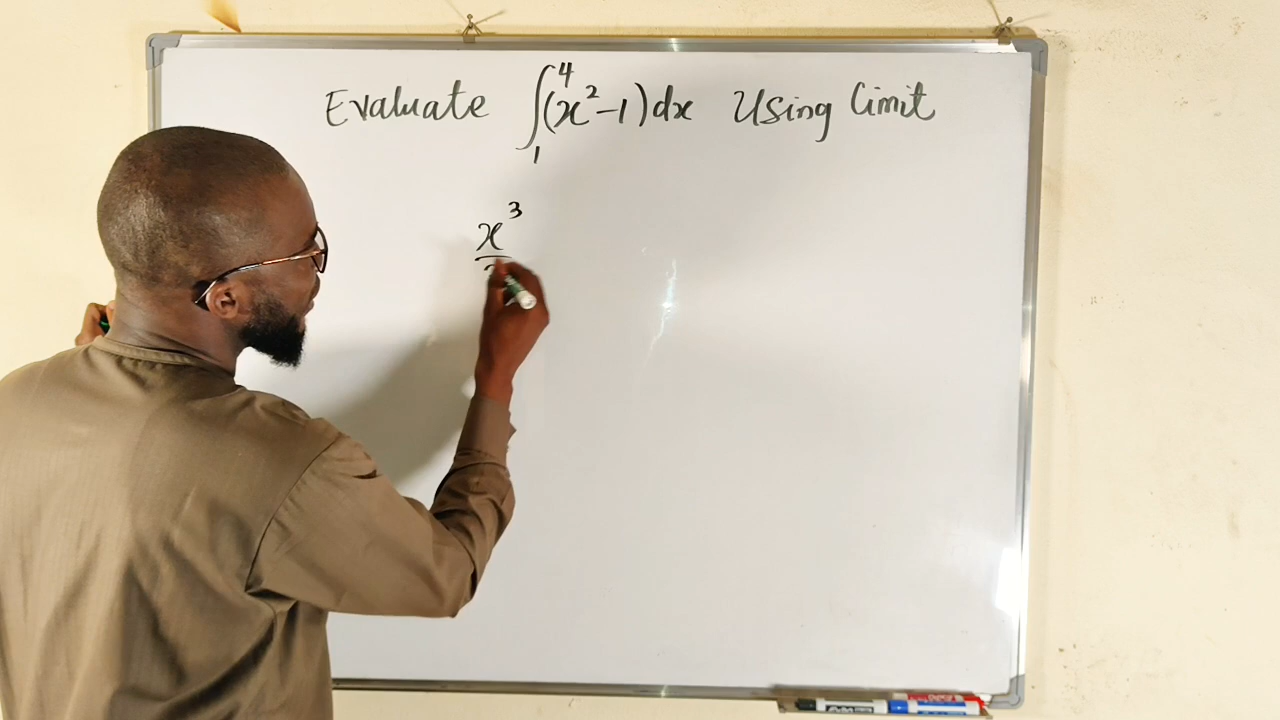 Evaluate ∫₁⁴(x²-1)dx Using limit
x³